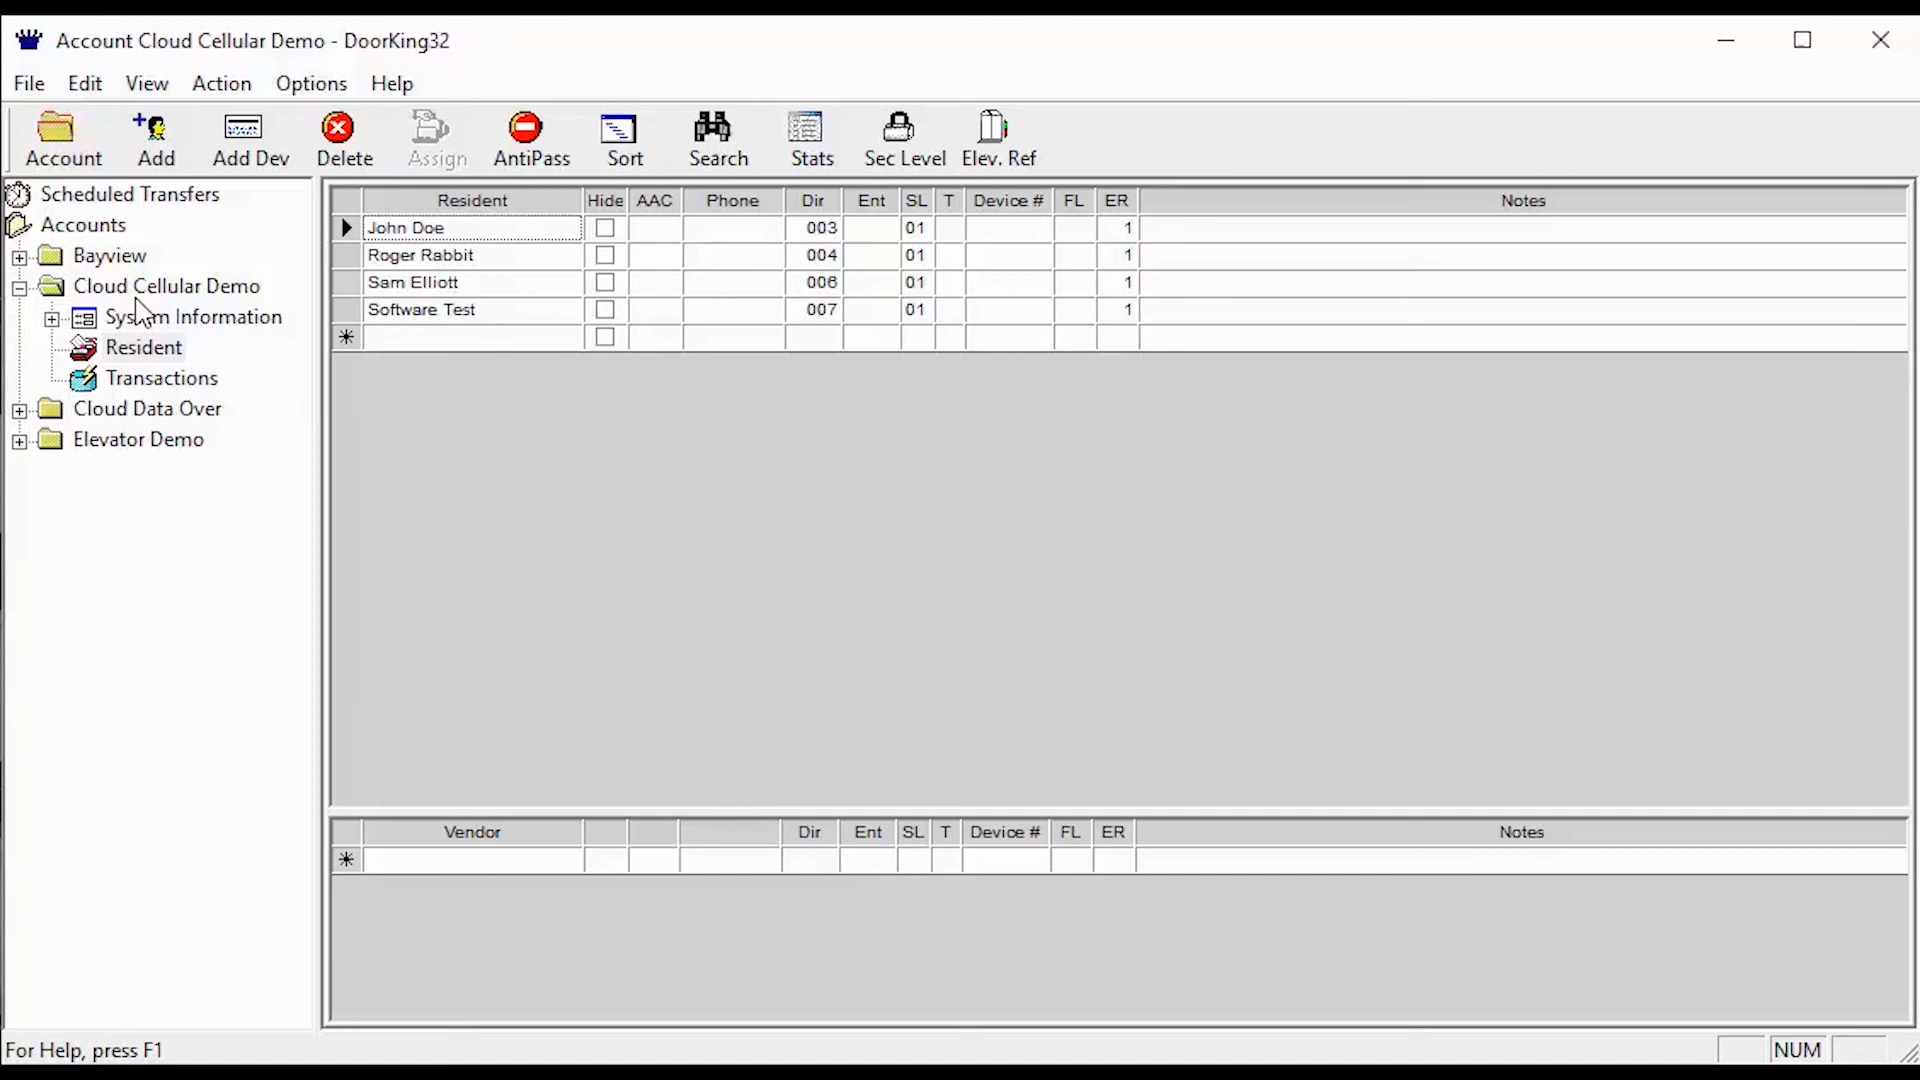 Account Cloud Cellular Demo - DoorKing32
File Edit View Action Options Help
Account Add Add Dev Delete Assign AntiPass Sort Search Stats Sec Level Elev. Ref
Scheduled Transfers
Accounts
Bayview
Cloud Cellular Demo
System Information
Resident
Transactions
Cloud Data Over
Elevator Demo
Resident Hide AAC Phone Dir Ent SL T Device # FL ER Notes
John Doe 003 01 1
Roger Rabbit 004 01 1
Sam Elliott 006 01 1
Software Test 007 01 1
Vendor Dir Ent SL T Device # FL ER Notes
For Help, press F1
NUM